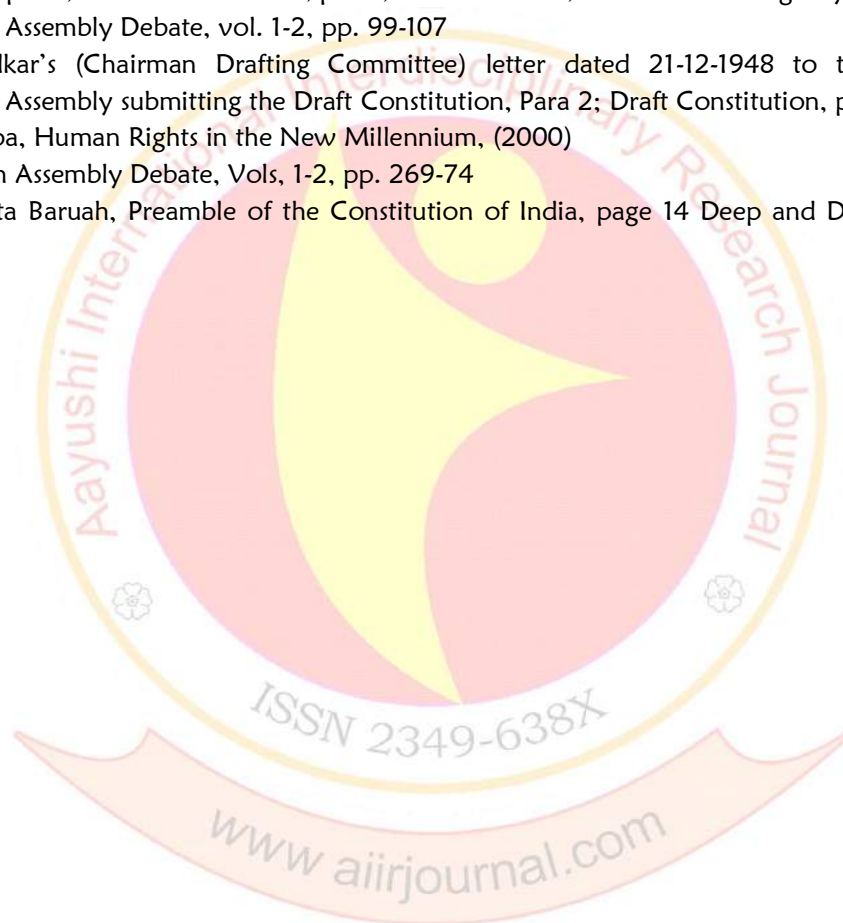 Assembly Debate, vol. 1-2, pp. 99-107
lkar's (Chairman Drafting Committee) letter dated 21-12-1948 to t
Assembly submitting the Draft Constitution, Para 2; Draft Constitution, p
oa, Human Rights in the New Millennium, (2000)
n Assembly Debate, Vols, 1-2, pp. 269-74
ta Baruah, Preamble of the Constitution of India, page 14 Deep and D
Aayushi International Interdisciplinary Research Journal
ISSN 2349-638X
www aiirjournal.com